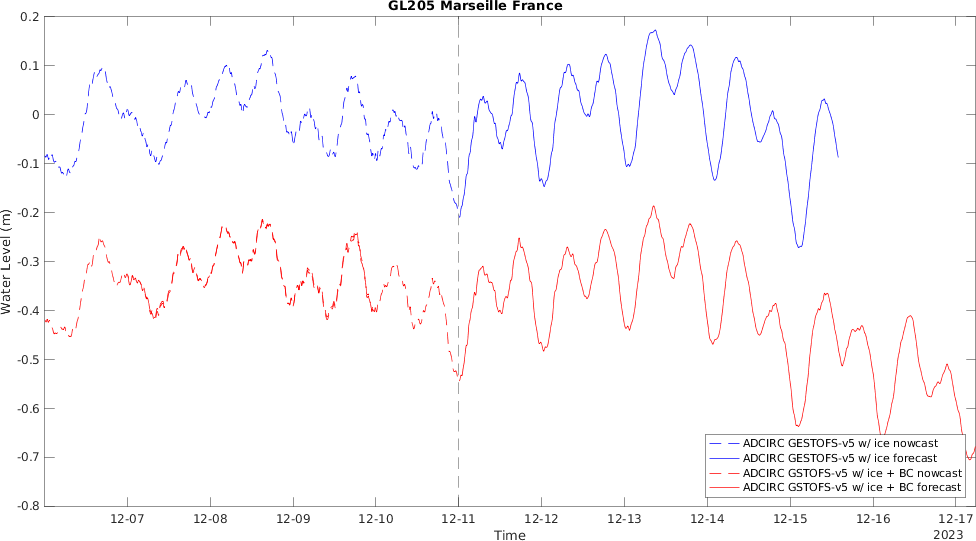 GL205 Marseille France
0.2
0.1
0
-0.1
-0.2
-0.3
-0.4
-0.5
-0.6
-0.7
-0.8
Water Level (m)
ADCIRC GESTOFS-v5 w/ ice nowcast
ADCIRC GESTOFS-v5 w/ ice forecast
ADCIRC GSTOFS-v5 w/ ice + BC nowcast
ADCIRC GSTOFS-v5 w/ ice + BC forecast
12-07 12-08 12-09 12-10 12-11 12-12 12-13 12-14 12-15 12-16 12-17
Time 2023